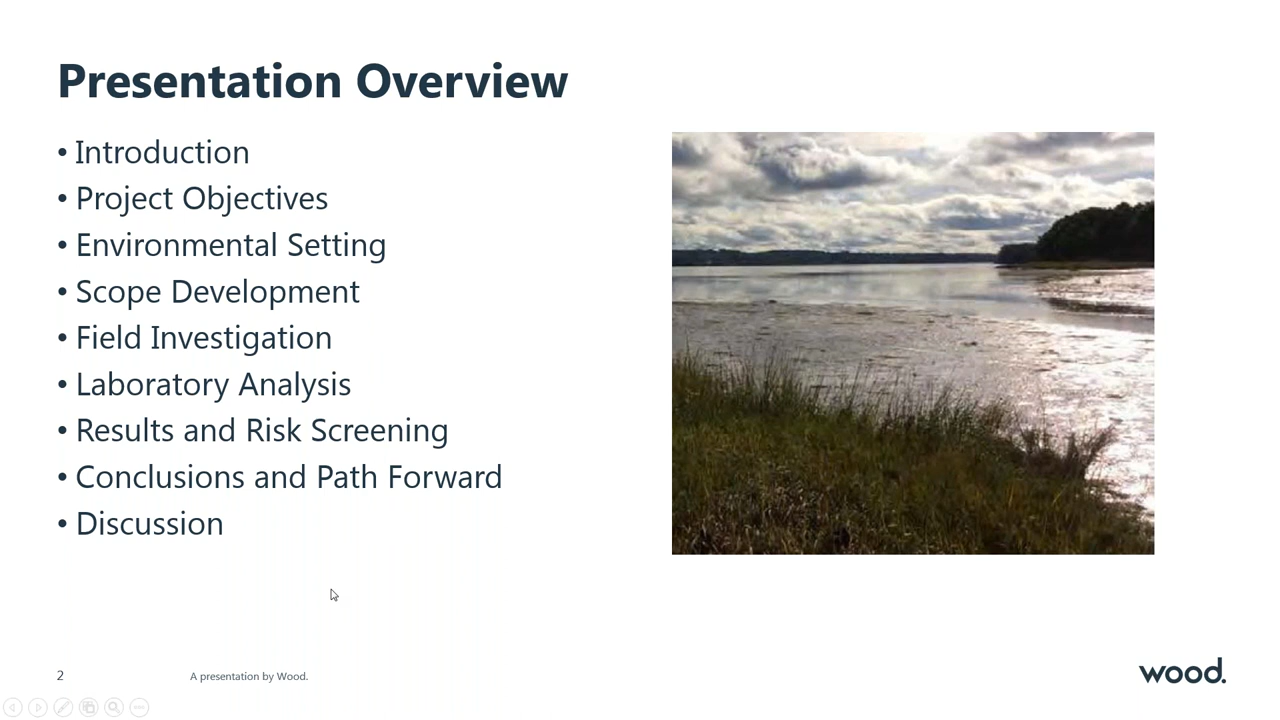 Presentation Overview
• Introduction
• Project Objectives
• Environmental Setting
• Scope Development
• Field Investigation
• Laboratory Analysis
• Results and Risk Screening
• Conclusions and Path Forward
• Discussion
2
A presentation by Wood.
wood.